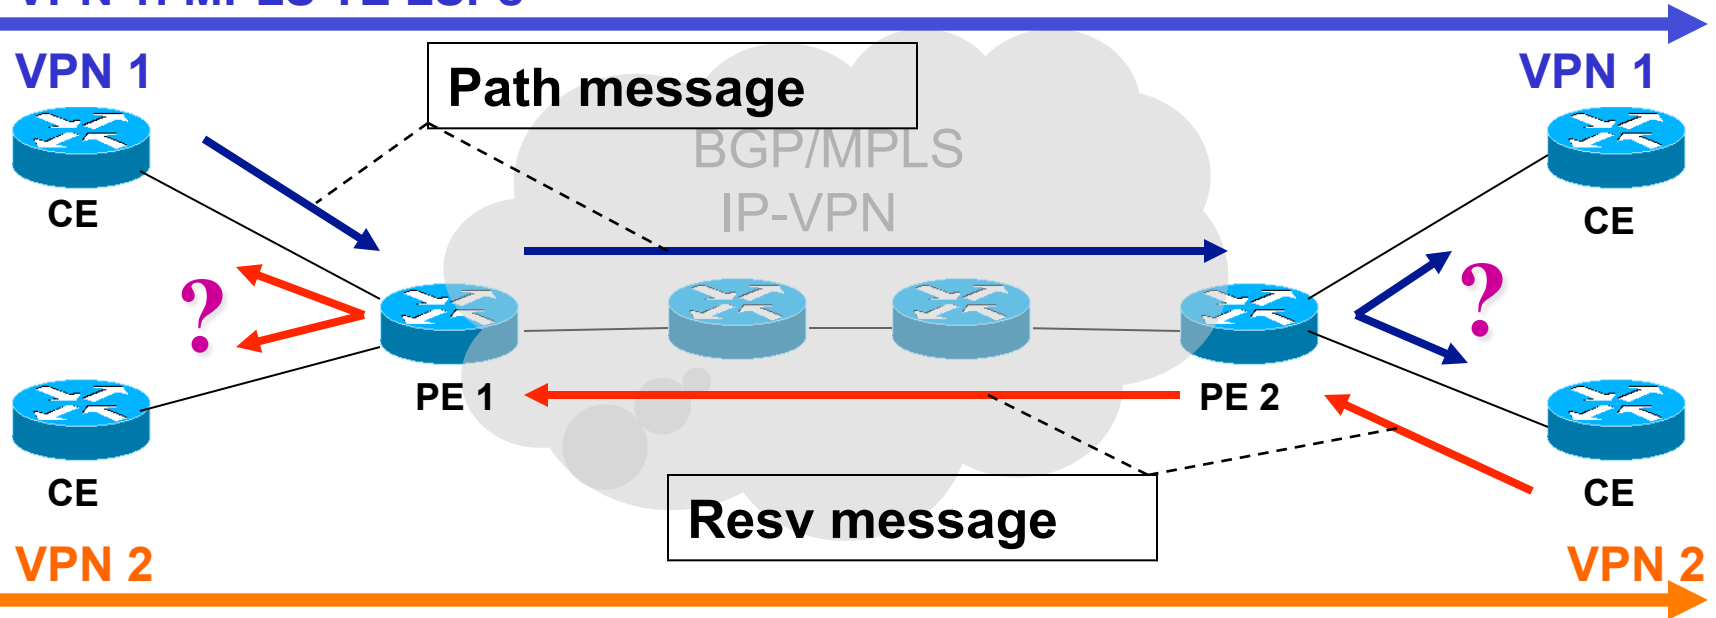 VPN 1
VPN 1
Path message
BGP/MPLS
IP-VPN
CE
CE
?
?
PE 1
PE 2
CE
CE
Resv message
VPN 2
VPN 2